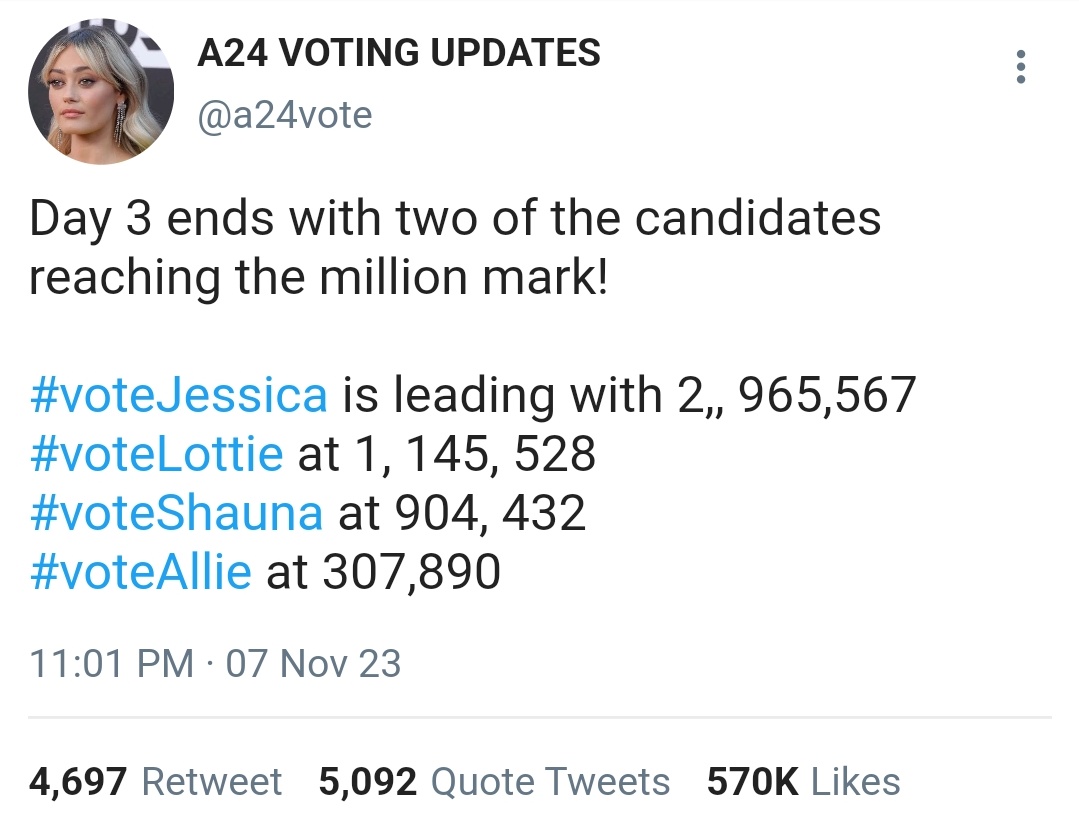 A24 VOTING UPDATES
@a24vote
Day 3 ends with two of the candidates
reaching the million mark!
#voteJessica is leading with 2,, 965,567
#voteLottie at 1, 145, 528
#voteShauna at 904, 432
#voteAllie at 307,890
11:01 PM · 07 Nov 23
4,697 Retweet 5,092 Quote Tweets 570K Likes